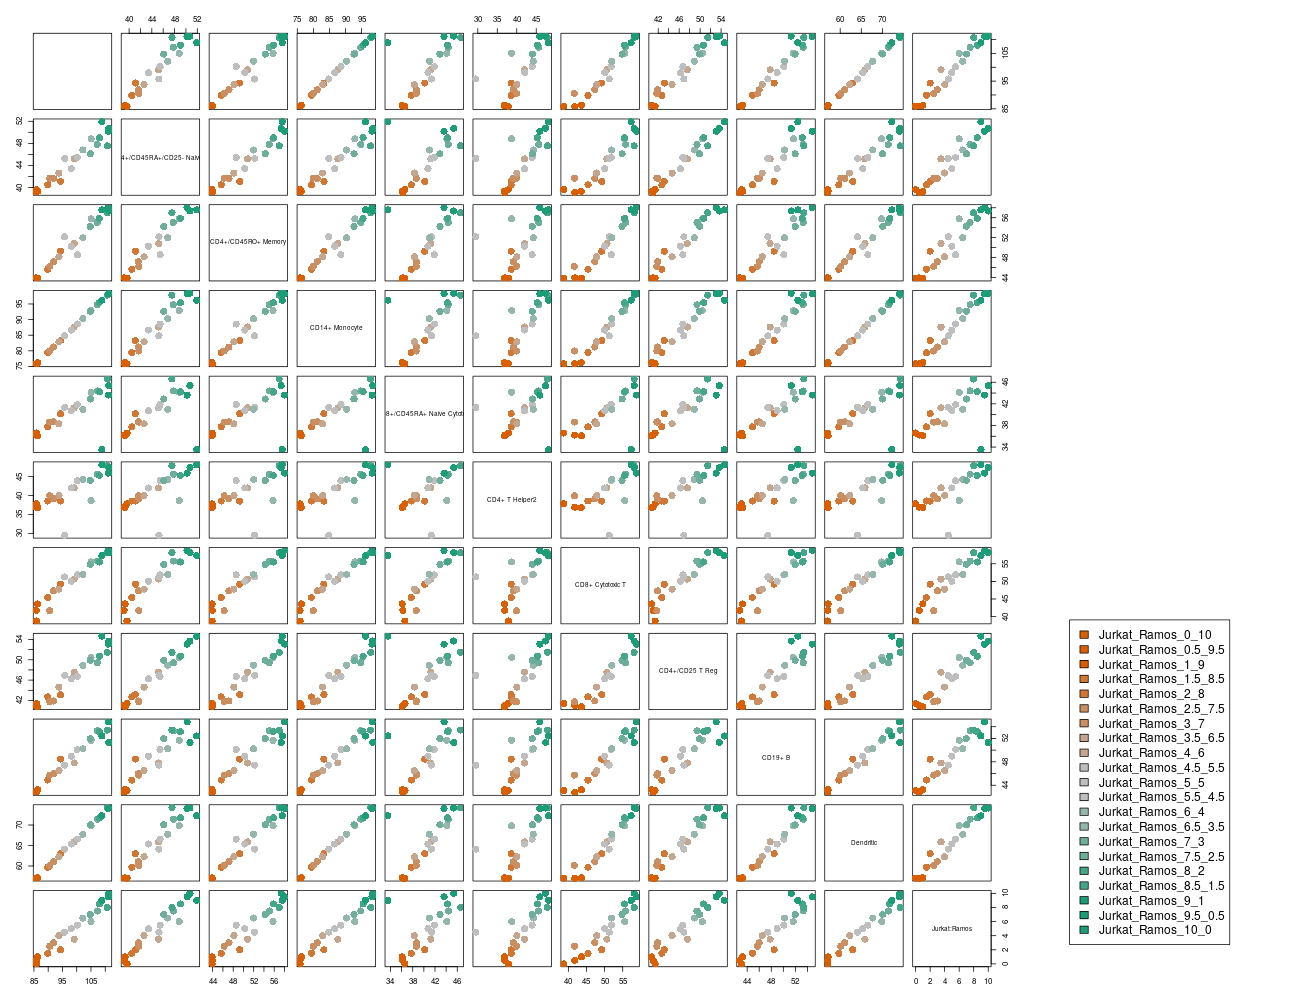 40 44 48 52
75 80 85 90 95
30 35 40 45
42 46 50 54
60 65 70
85 95 105
40 44 48 52
4+/CD45RA+/CD25- Naiv
CD4+/CD45RO+ Memory
44 48 52 56
75 80 85 90 95
CD14+ Monocyte
8+/CD45RA+ Naive Cytot
34 38 42 46
30 35 40 45
CD4+ T Helper2
CD8+ Cytotoxic T
40 45 50 55
42 46 50 54
CD4+/CD25 T Reg
CD19+ B
44 48 52
60 65 70
Dendritic
Jurkat:Ramos
0 2 4 6 8 10
85 95 105
44 48 52 56
34 38 42 46
40 45 50 55
44 48 52
0 2 4 6 8 10
Jurkat_Ramos_0_10
Jurkat_Ramos_0.5_9.5
Jurkat_Ramos_1_9
Jurkat_Ramos_1.5_8.5
Jurkat_Ramos_2_8
Jurkat_Ramos_2.5_7.5
Jurkat_Ramos_3_7
Jurkat_Ramos_3.5_6.5
Jurkat_Ramos_4_6
Jurkat_Ramos_4.5_5.5
Jurkat_Ramos_5_5
Jurkat_Ramos_5.5_4.5
Jurkat_Ramos_6_4
Jurkat_Ramos_6.5_3.5
Jurkat_Ramos_7_3
Jurkat_Ramos_7.5_2.5
Jurkat_Ramos_8_2
Jurkat_Ramos_8.5_1.5
Jurkat_Ramos_9_1
Jurkat_Ramos_9.5_0.5
Jurkat_Ramos_10_0